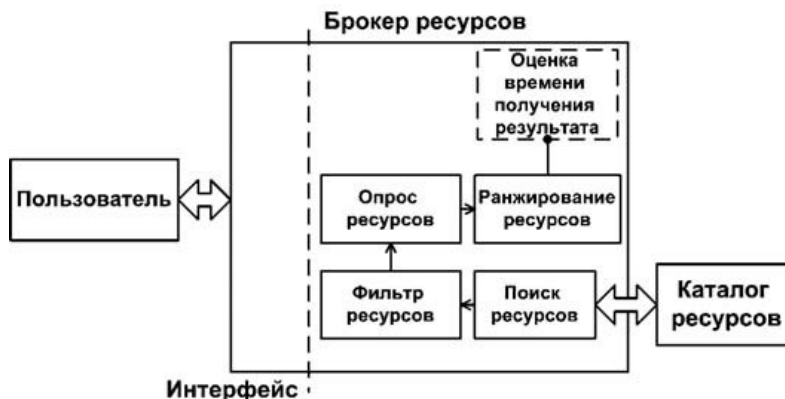 Брокер ресурсов
Оценка
времени
получения
результата
Пользователь
Опрос
ресурсов
Ранжирование
ресурсов
Фильтр
ресурсов
Поиск
ресурсов
Каталог
ресурсов
Интерфейс